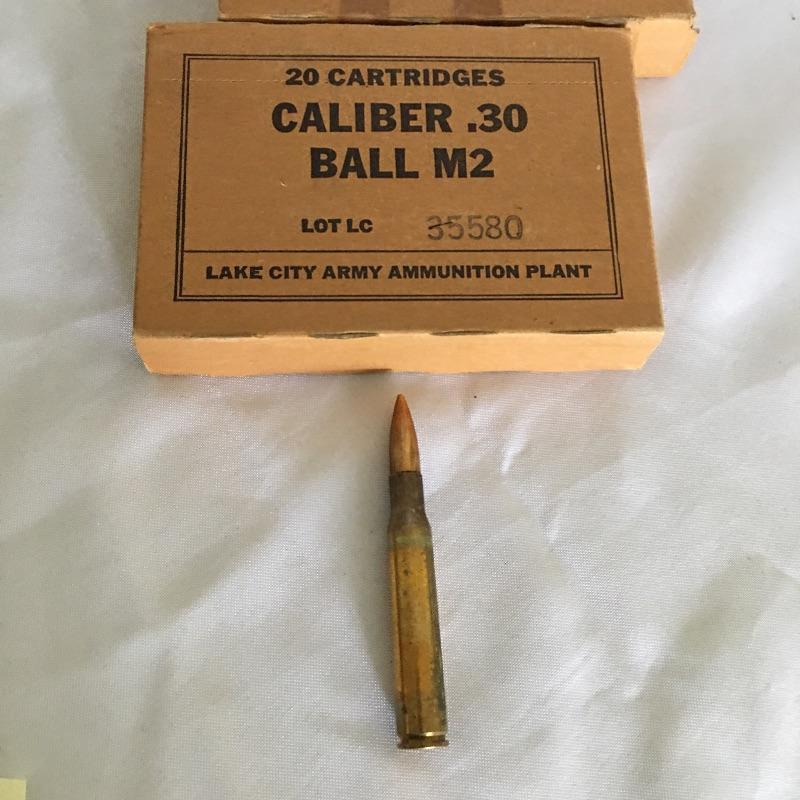 20 CARTRIDGES
CALIBER .30
BALL M2
LOT LC 35580
LAKE CITY ARMY AMMUNITION PLANT